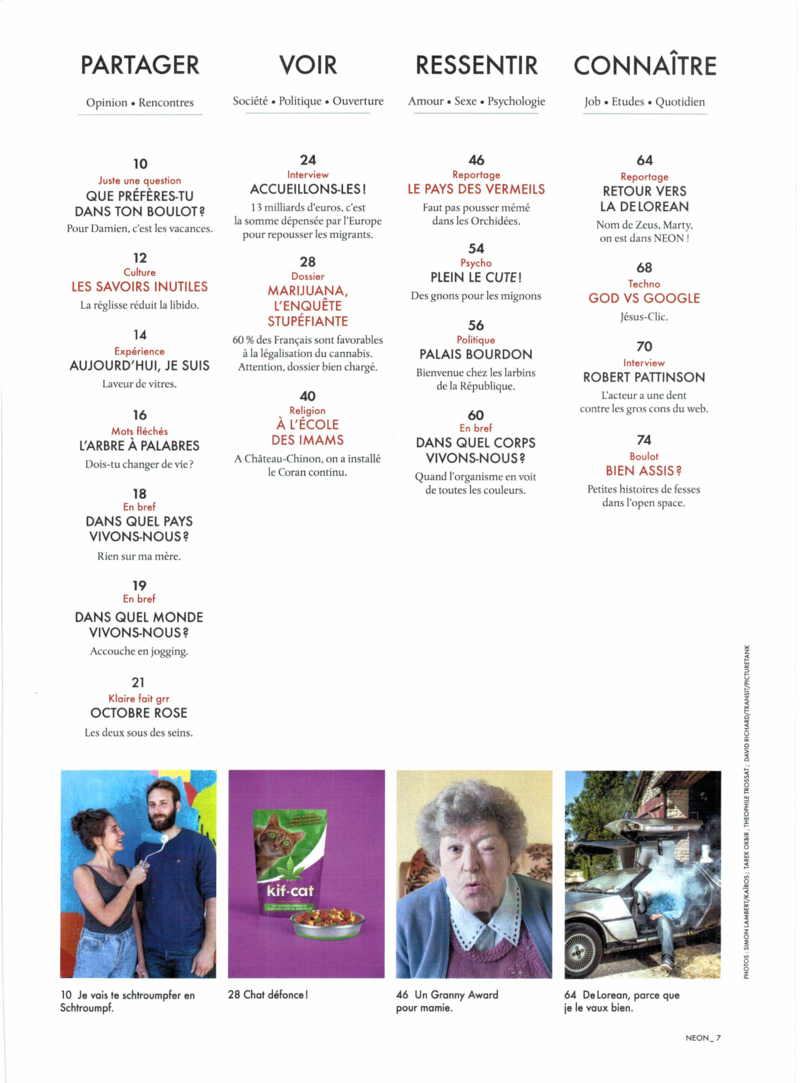 PARTAGER
Opinion • Rencontres
10
Juste une question
QUE PRÉFÈRES-TU
DANS TON BOULOT ?
Pour Damien, c'est les vacances.
12
Culture
LES SAVOIRS INUTILES
La réglisse réduit la libido.
14
Expérience
AUJOURD'HUI, JE SUIS
Laveur de vitres.
16
Mots fléchés
L'ARBRE À PALABRES
Dois-tu changer de vie ?
18
En bref
DANS QUEL PAYS
VIVONS-NOUS ?
Rien sur ma mère.
19
En bref
DANS QUEL MONDE
VIVONS-NOUS ?
Accouche en jogging.
21
Klaire fait grr
OCTOBRE ROSE
Les deux sous des seins.
VOIR
Société • Politique • Ouverture
24
Interview
ACCUEILLONS-LES !
13 milliards d'euros, c'est
la somme dépensée par l'Europe
pour repousser les migrants.
28
Dossier
MARIJUANA,
L'ENQUÊTE
STUPÉFIANTE
60 % des Français sont favorables
à la légalisation du cannabis.
Attention, dossier bien chargé.
40
Religion
À L'ÉCOLE
DES IMAMS
A Château-Chinon, on a installé
le Coran continu.
RESSENTIR
Amour • Sexe • Psychologie
46
Reportage
LE PAYS DES VERMEILS
Faut pas pousser mémé
dans les Orchidées.
54
Psycho
PLEIN LE CUTE !
Des gnons pour les mignons
56
Politique
PALAIS BOURDON
Bienvenue chez les larbins
de la République.
60
En bref
DANS QUEL CORPS
VIVONS-NOUS ?
Quand l'organisme en voit
de toutes les couleurs.
CONNAÎTRE
Job • Etudes • Quotidien
64
Reportage
RETOUR VERS
LA DELOREAN
Nom de Zeus, Marty,
on est dans NEON !
68
Techno
GOD VS GOOGLE
Jésus-Clic.
70
Interview
ROBERT PATTINSON
L'acteur a une dent
contre les gros cons du web.
74
Boulot
BIEN ASSIS ?
Petites histoires de fesses
dans l'open space.
kif-cat
10 Je vais te schtroumpfer en
Schtroumpf.
28 Chat défonce !
46 Un Granny Award
pour mamie.
64 DeLorean, parce que
je le vaux bien.
PHOTOS : SIMON LAMBERT/KAÏROS ; TAREK OKBIR ; THEOPHILE TROSSAT ; DAVID RICHARD/TRANSIT/PICTURETANK
NEON_7